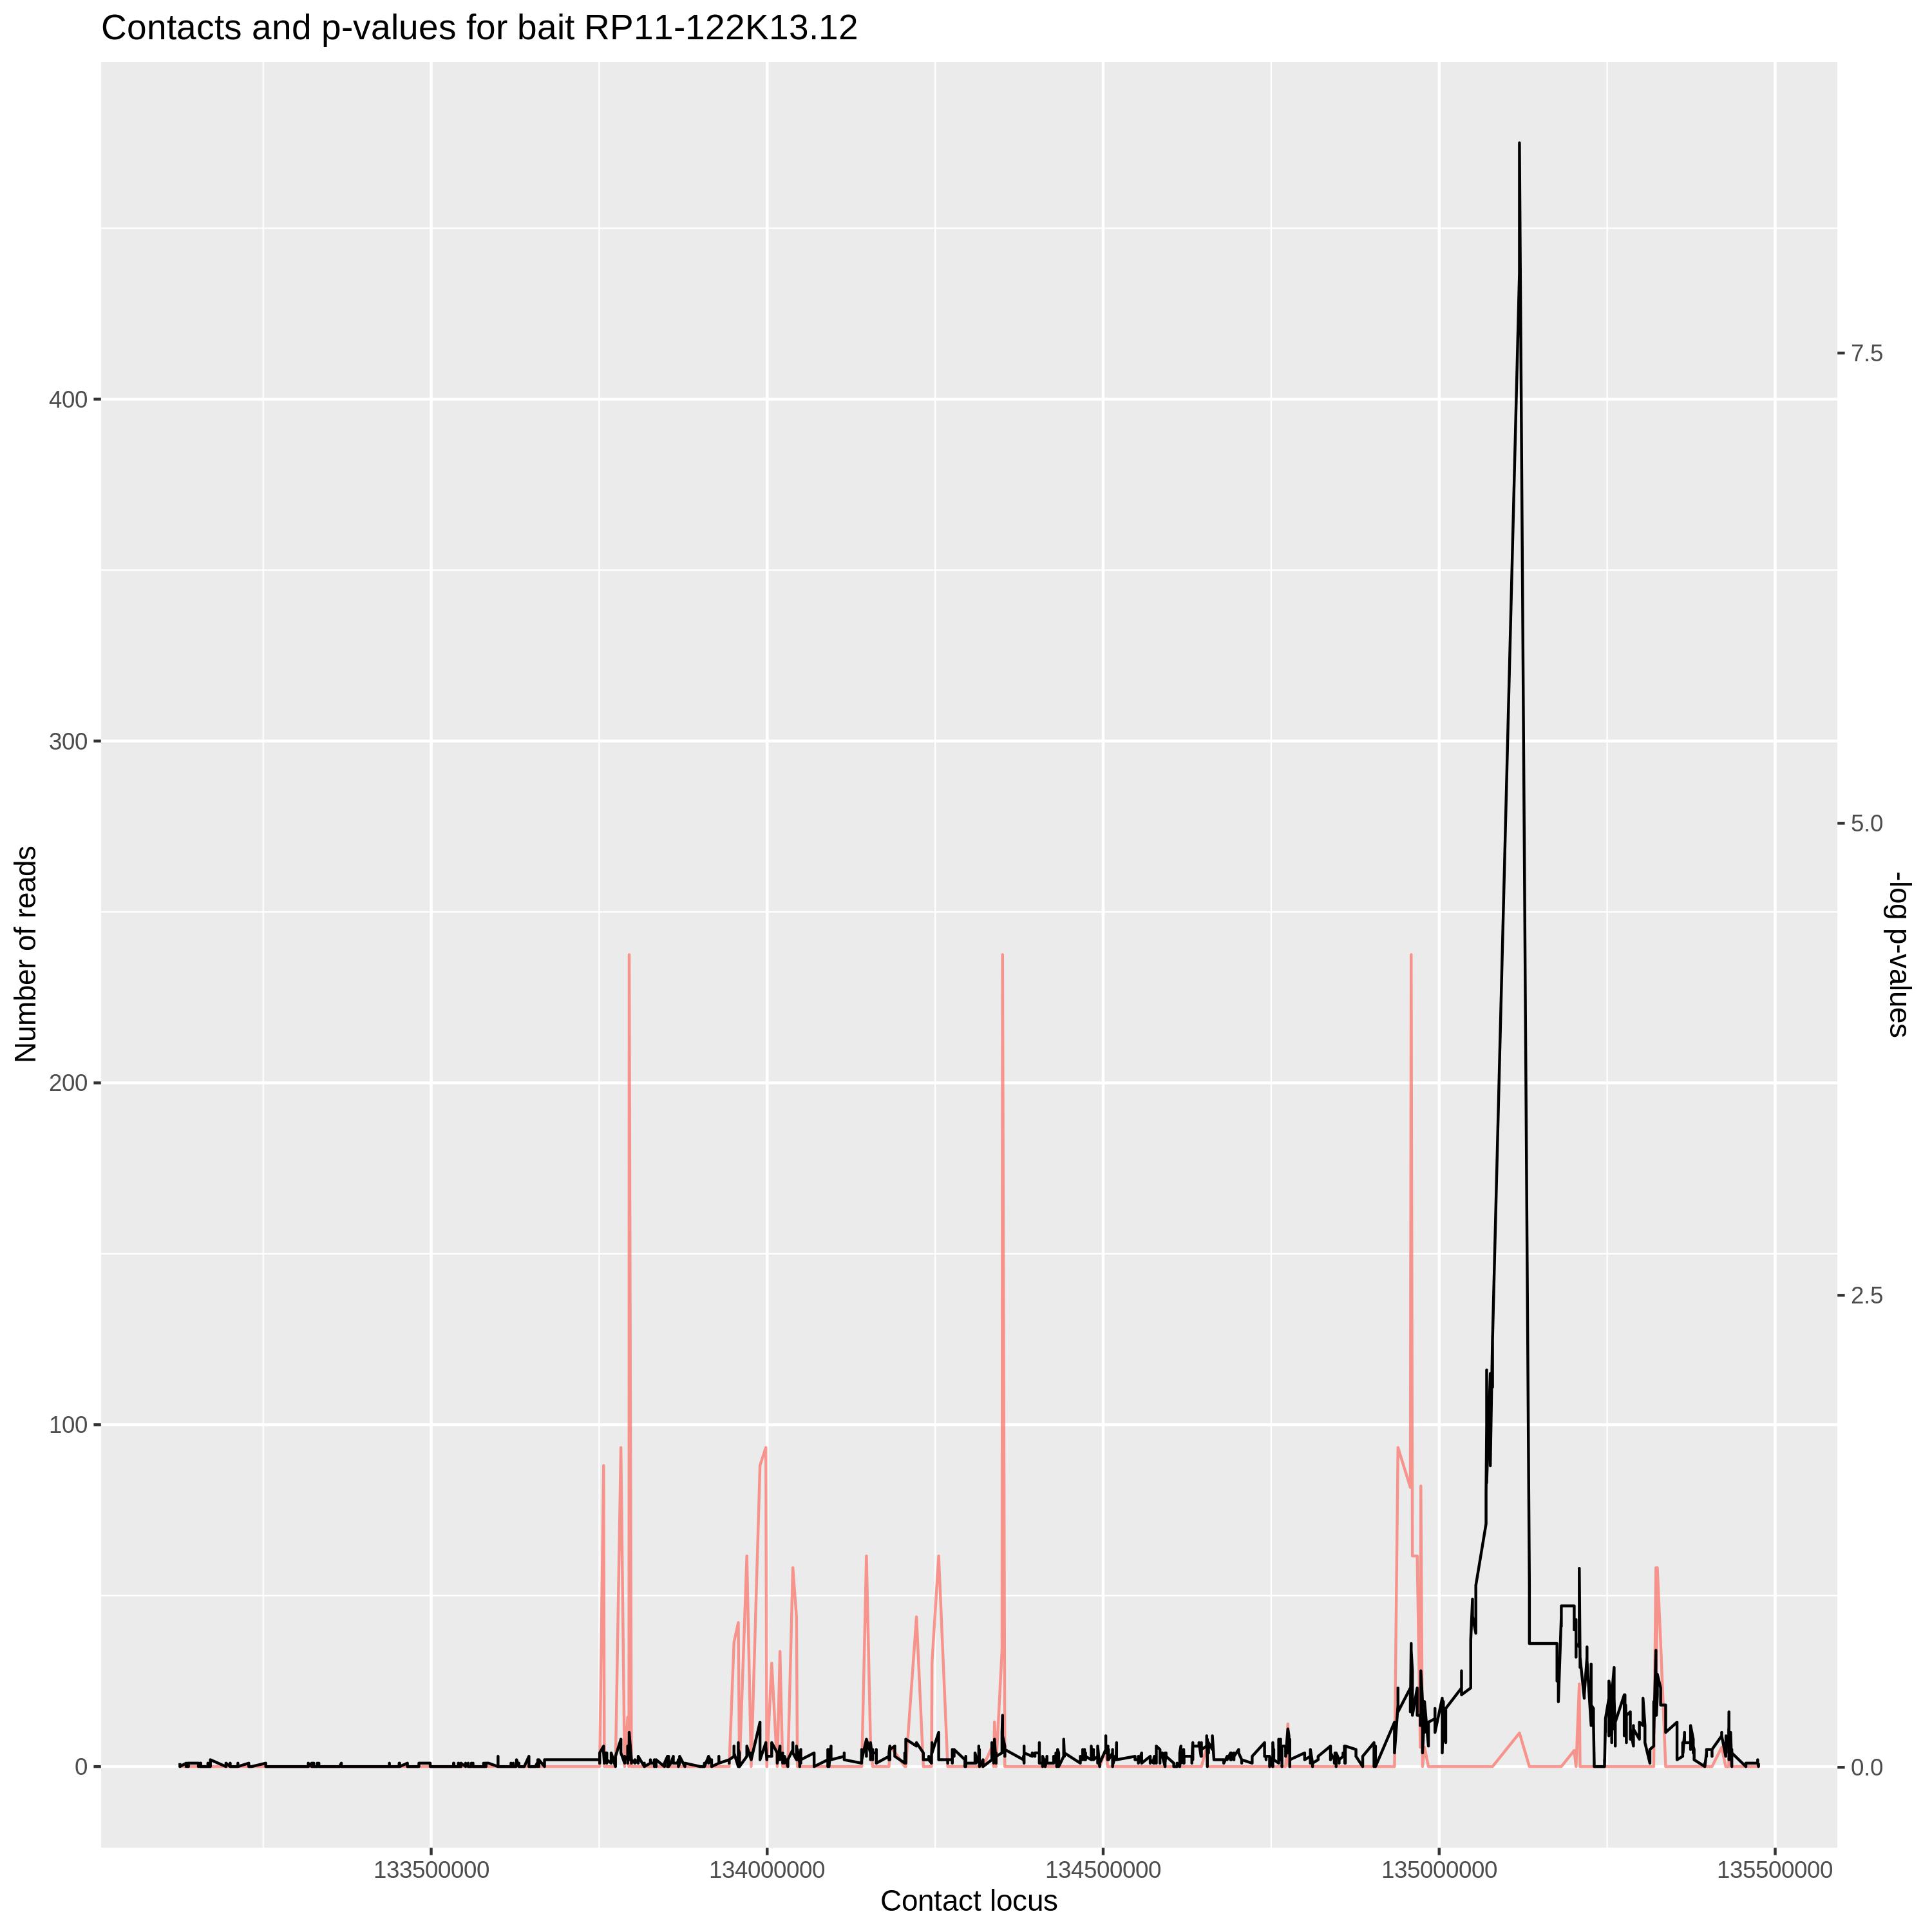 Contacts and p-values for bait RP11-122K13.12
Number of reads
400
300
200
100
0
7.5
5.0
2.5
0.0
-log p-values
133500000 134000000 134500000 135000000 135500000
Contact locus